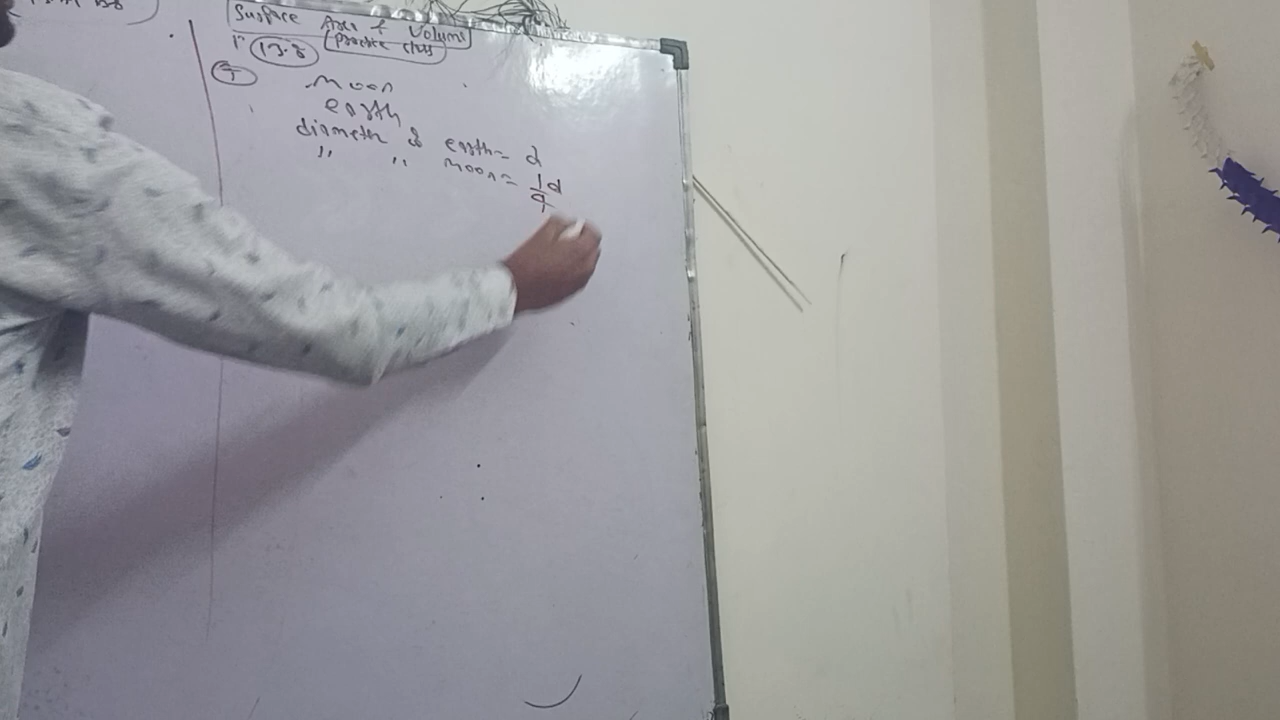 Surface Area & Volume
13.8 Practice class
Moon
earth
diameter of earth = d
" " moon = 1/4 d